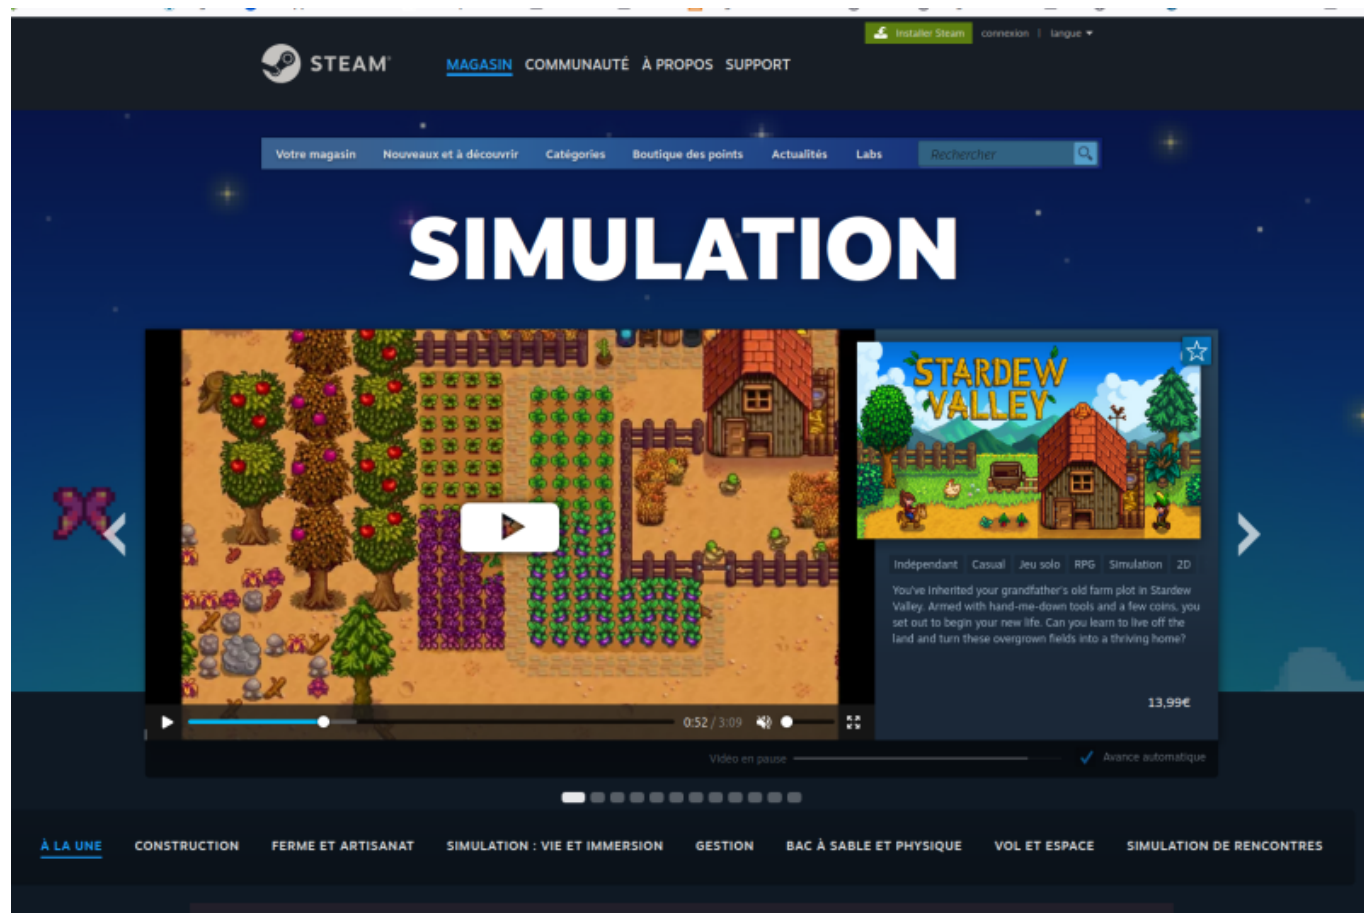 Installer Steam connexion | langue
STEAM
MAGASIN COMMUNAUTÉ À PROPOS SUPPORT
Votre magasin Nouveaux et à découvrir Catégories Boutique des points Actualités Labs Rechercher
SIMULATION
STARDEW
VALLEY
Indépendant Casual Jeu solo RPG Simulation 2D
You've inherited your grandfather's old farm plot in Stardew
Valley. Armed with hand-me-down tools and a few coins, you
set out to begin your new life. Can you learn to live off the
land and turn these overgrown fields into a thriving home?
13,99€
0:52 / 3:09
Vidéo en pause Avance automatique
À LA UNE CONSTRUCTION FERME ET ARTISANAT SIMULATION : VIE ET IMMERSION GESTION BAC À SABLE ET PHYSIQUE VOL ET ESPACE SIMULATION DE RENCONTRES